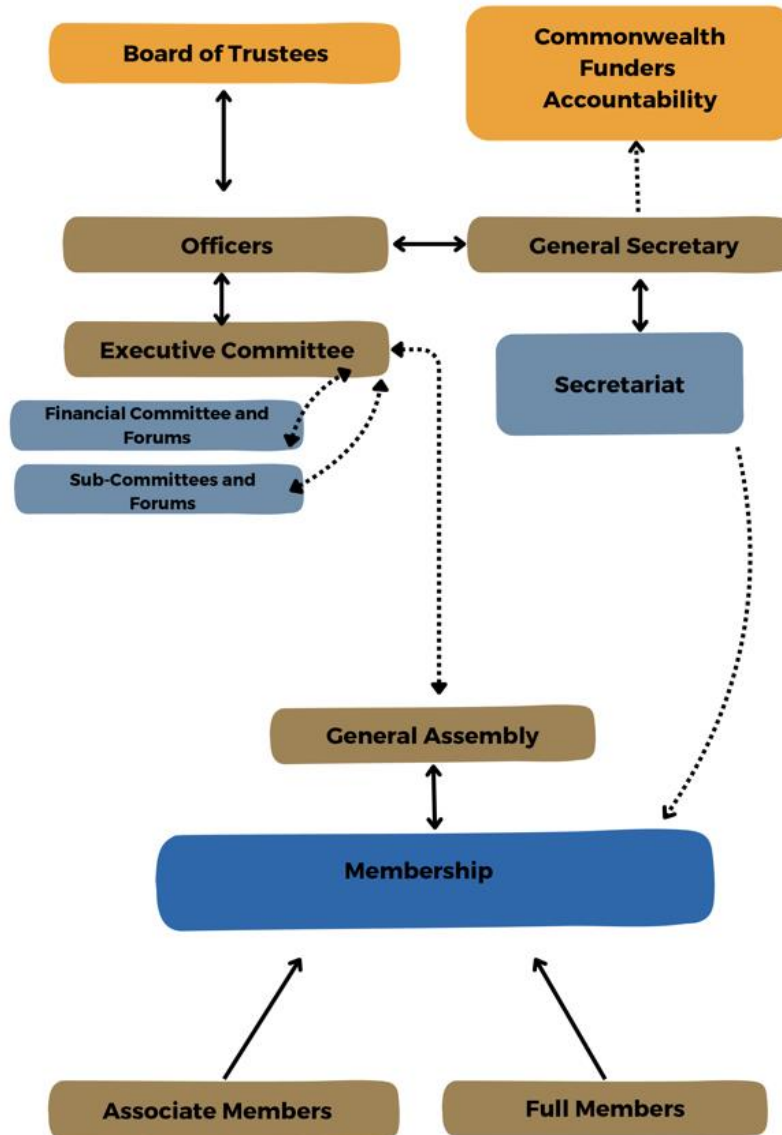 Board of Trustees
Commonwealth
Funders
Accountability
Officers
General Secretary
Executive Committee
Secretariat
Financial Committee and
Forums
Sub-Committees and
Forums
General Assembly
Membership
Associate Members
Full Members